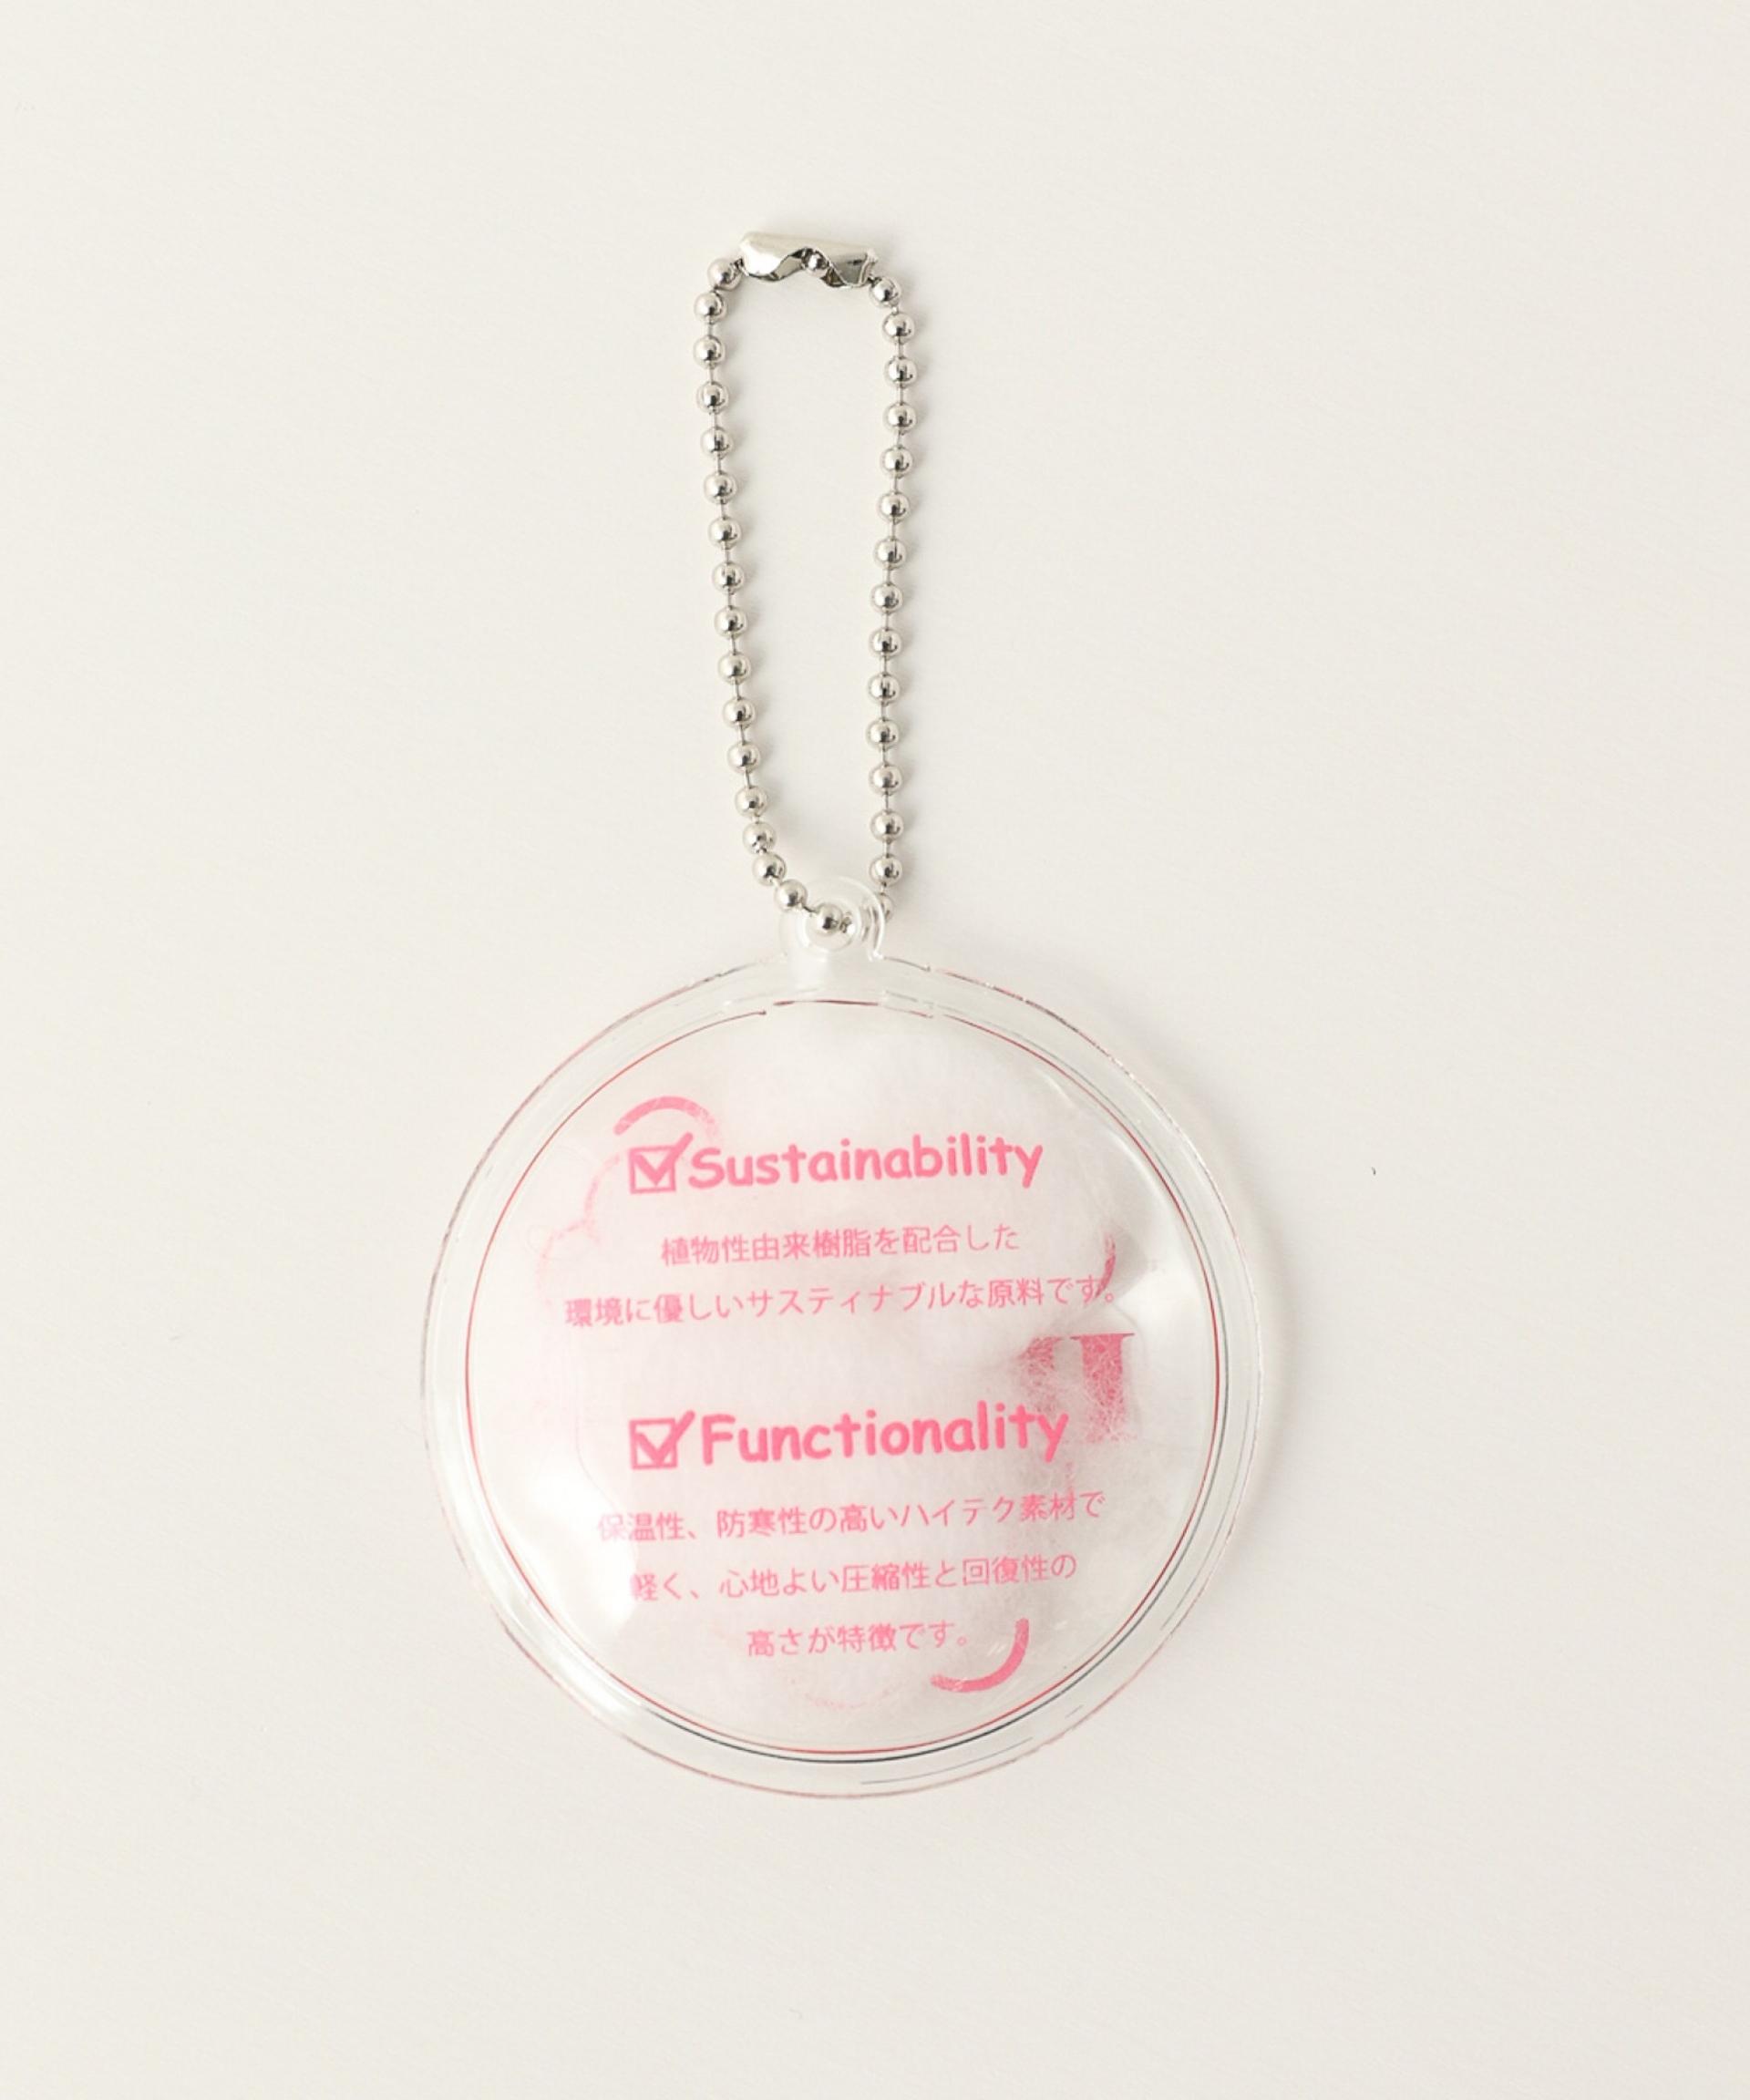 Sustainability
植物性由来樹脂を配合した
環境に優しいサスティナブルな原料です。
Functionality
保温性、防寒性の高いハイテク素材で
軽く、心地よい圧縮性と回復性の
高さが特徴です。